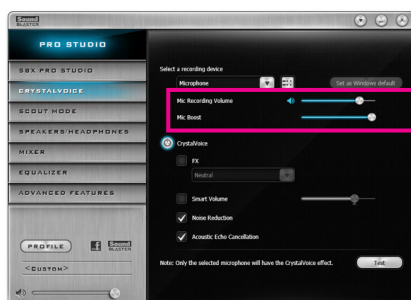 Sound
BLASTER
PRO STUDIO
SBX PRO STUDIO
CRYSTALVOICE
SCOUT MODE
SPEAKERS/HEADPHONES
MIXER
EQUALIZER
ADVANCED FEATURES
PROFILE
f
Sound
BLASTER
<CUSTOM>
Select a recording device
Microphone
Set as Windows default
Mic Recording Volume
Mic Boost
CrystalVoice
FX
Neutral
Smart Volume
Noise Reduction
Acoustic Echo Cancellation
Note: Only the selected microphone will have the CrystalVoice effect.
Test